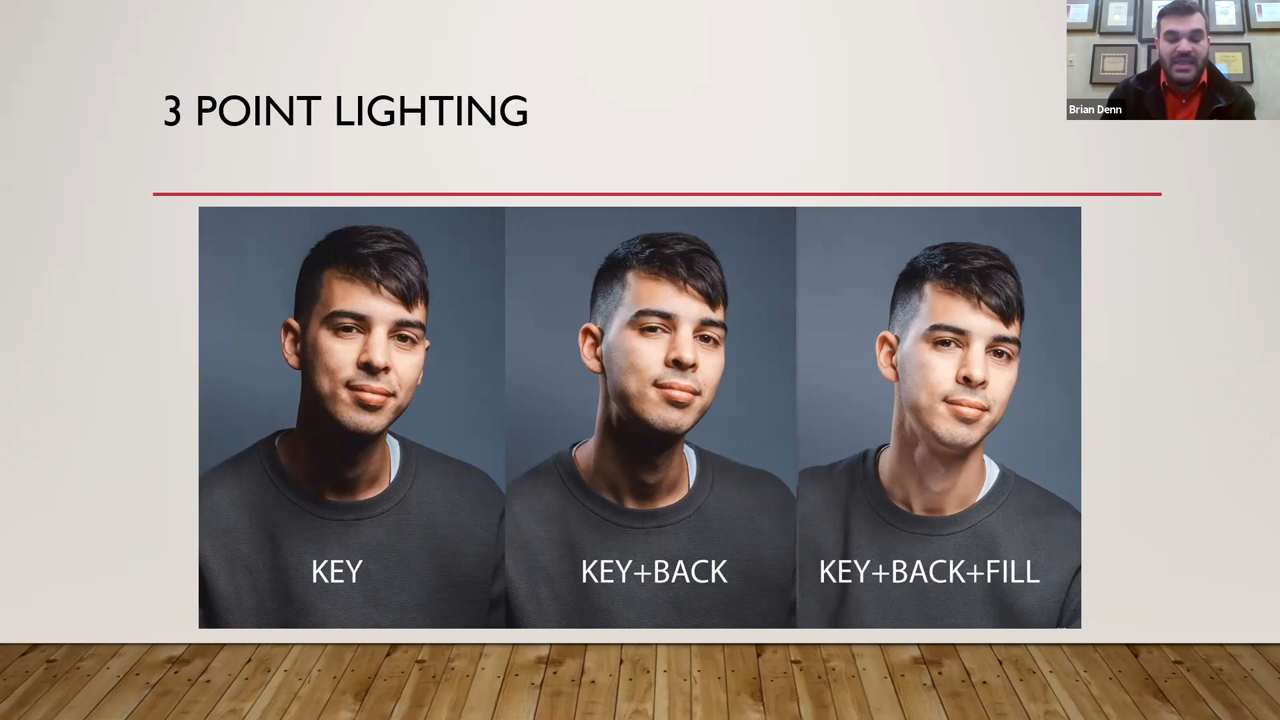 3 POINT LIGHTING
Brian Denn
KEY
KEY+BACK
KEY+BACK+FILL